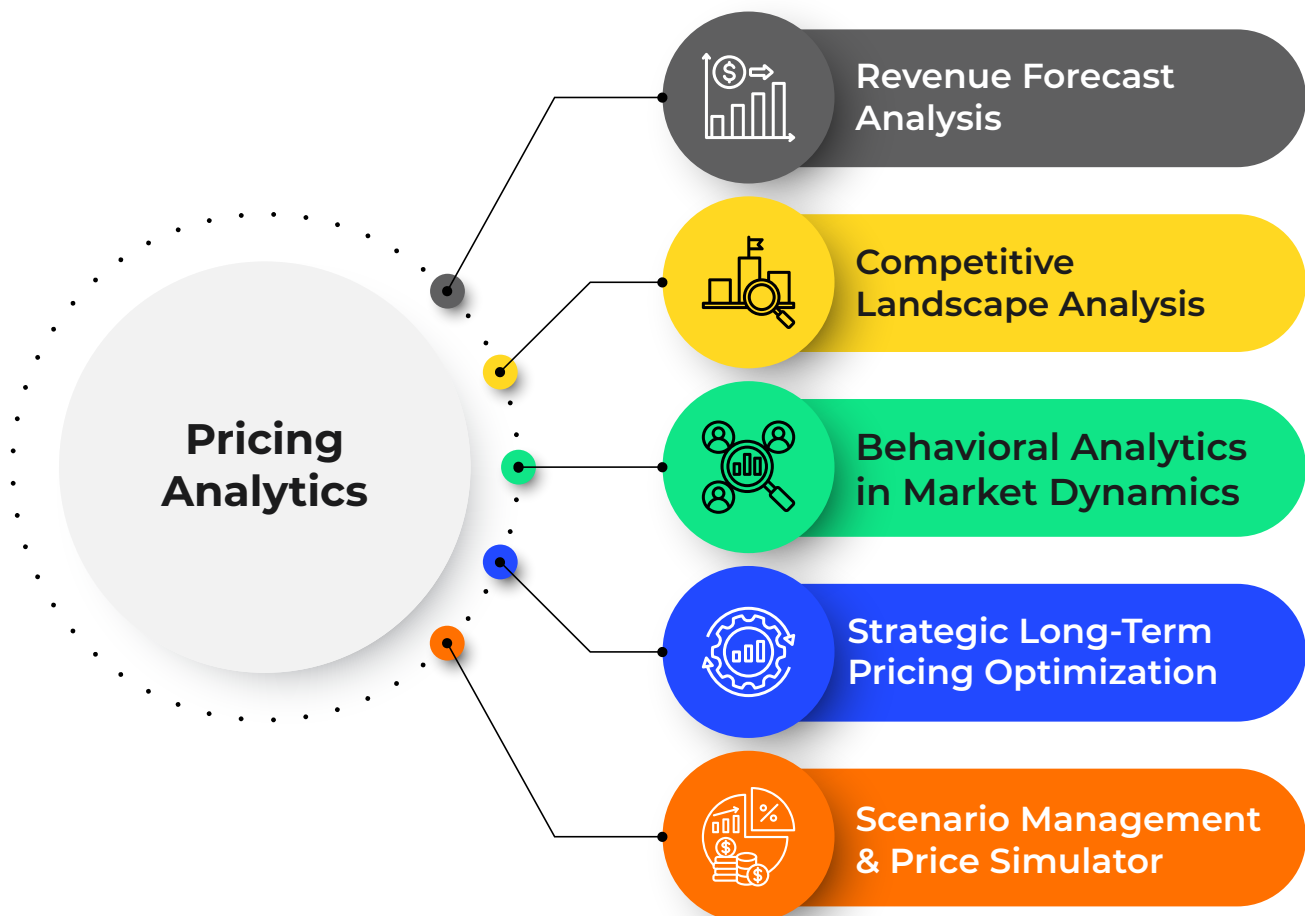 Pricing
Analytics
Revenue Forecast
Analysis
Competitive
Landscape Analysis
Behavioral Analytics
in Market Dynamics
Strategic Long-Term
Pricing Optimization
Scenario Management
& Price Simulator
$
%
$
$